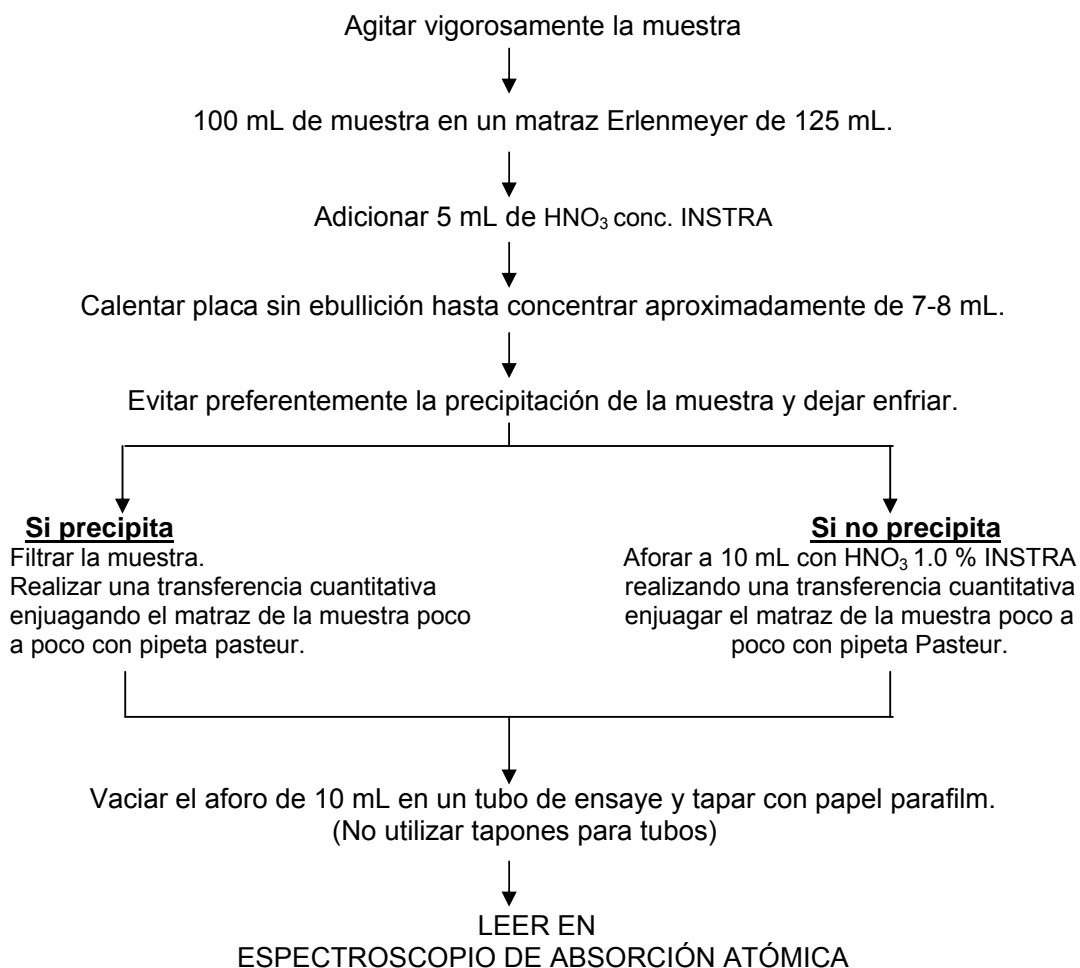 Agitar vigorosamente la muestra
100 mL de muestra en un matraz Erlenmeyer de 125 mL.
Adicionar 5 mL de HNO₃ conc. INSTRA
Calentar placa sin ebullición hasta concentrar aproximadamente de 7-8 mL.
Evitar preferentemente la precipitación de la muestra y dejar enfriar.
Si precipita
Filtrar la muestra.
Realizar una transferencia cuantitativa
enjuagando el matraz de la muestra poco
a poco con pipeta pasteur.
Si no precipita
Aforar a 10 mL con HNO₃ 1.0 % INSTRA
realizando una transferencia cuantitativa
enjuagar el matraz de la muestra poco a
poco con pipeta Pasteur.
Vaciar el aforo de 10 mL en un tubo de ensaye y tapar con papel parafilm.
(No utilizar tapones para tubos)
LEER EN
ESPECTROSCOPIO DE ABSORCIÓN ATÓMICA